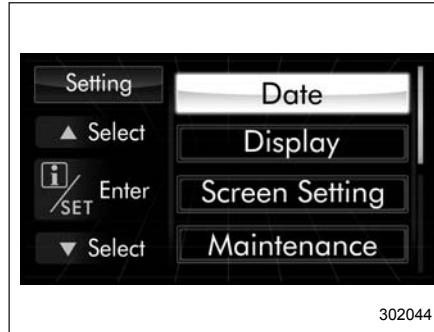 Setting
▲ Select
i/SET Enter
▼ Select
Date
Display
Screen Setting
Maintenance
302044